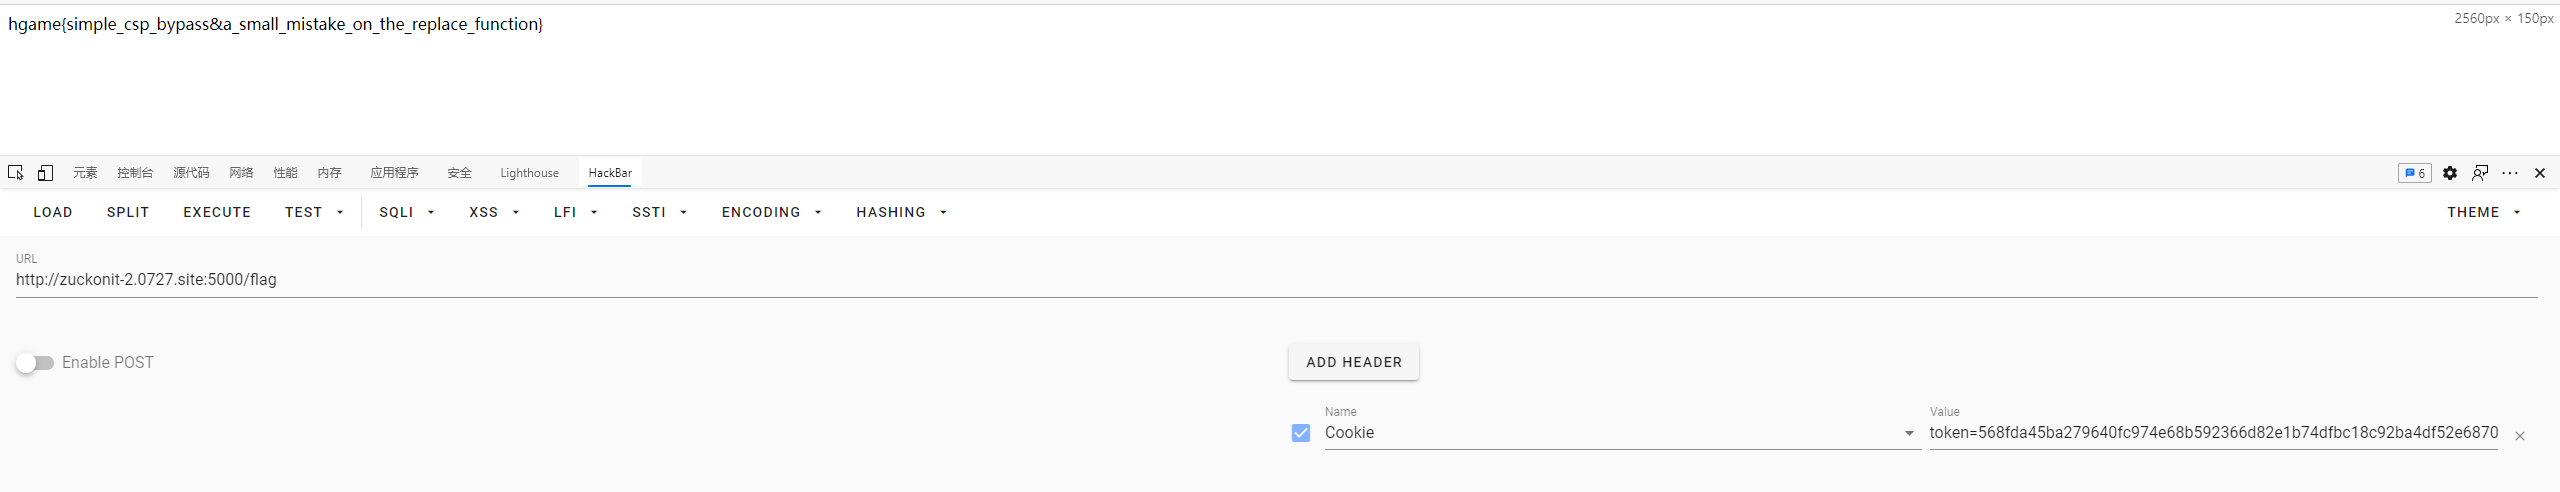 hgame{simple_csp_bypass&a_small_mistake_on_the_replace_function}
2560px × 150px
元素 控制台 源代码 网络 性能 内存 应用程序 安全 Lighthouse HackBar 6
LOAD SPLIT EXECUTE TEST SQLI XSS LFI SSTI ENCODING HASHING THEME
URL
http://zuckonit-2.0727.site:5000/flag
Enable POST ADD HEADER
Name Value
Cookie token=568fda45ba279640fc974e68b592366d82e1b74dfbc18c92ba4df52e6870